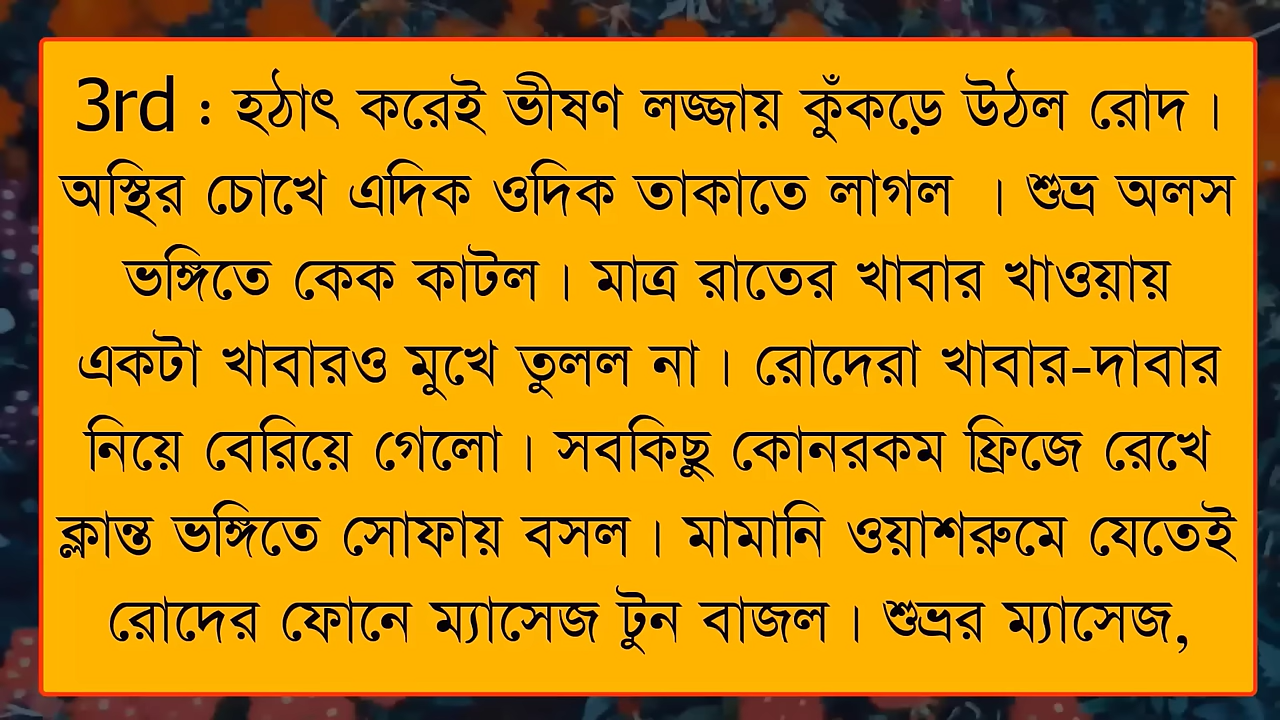 3rd : হঠাৎ করেই ভীষণ লজ্জায় কুঁকড়ে উঠল রোদ ।
অস্থির চোখে এদিক ওদিক তাকাতে লাগল । শুভ্র অলস
ভঙ্গিতে কেক কাটল । মাত্র রাতের খাবার খাওয়ায়
একটা খাবারও মুখে তুলল না । রোদেরা খাবার-দাবার
নিয়ে বেরিয়ে গেলো । সবকিছু কোনরকম ফ্রিজে রেখে
ক্লান্ত ভঙ্গিতে সোফায় বসল । মামানি ওয়াশরুমে যেতেই
রোদের ফোনে ম্যাসেজ টুন বাজল । শুভ্রর ম্যাসেজ,